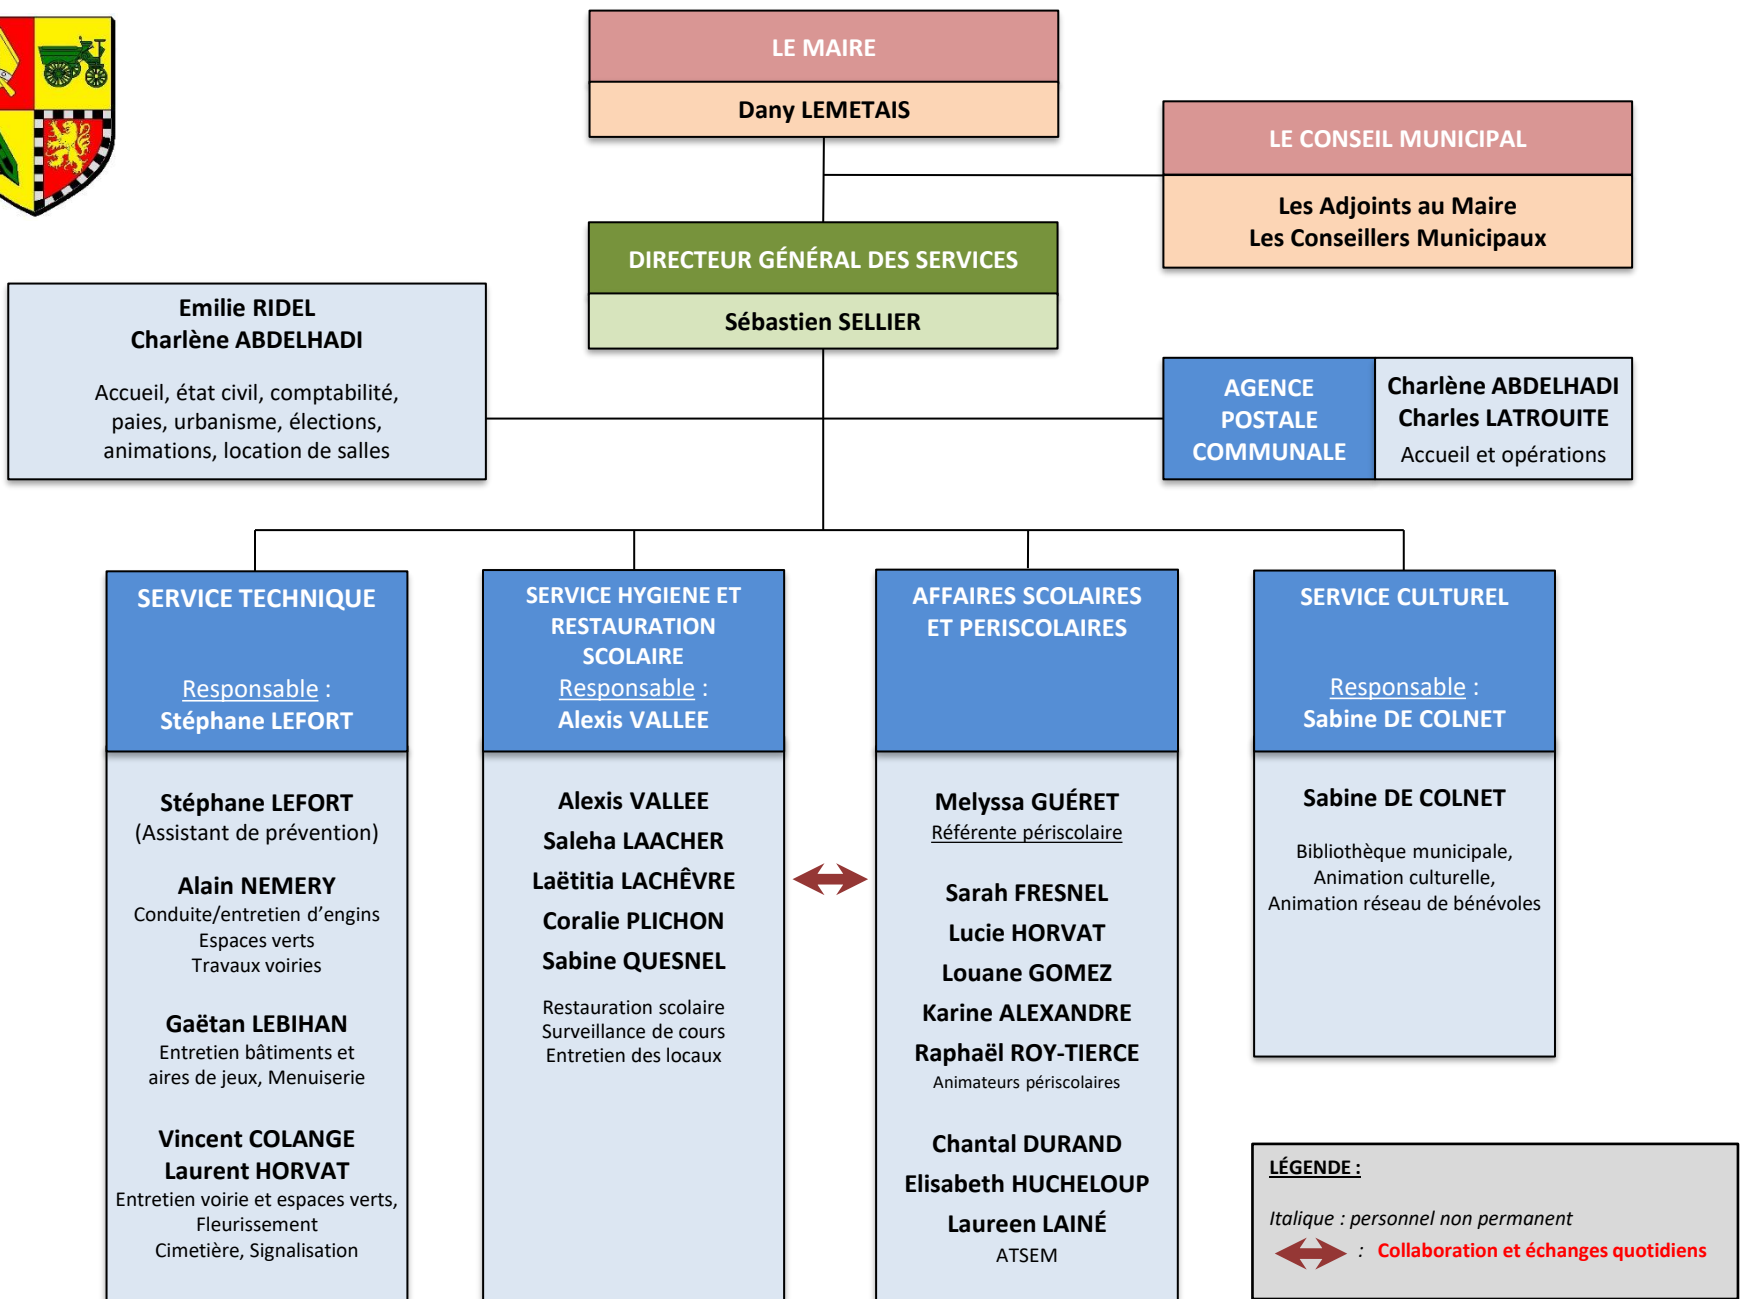 LE MAIRE
Dany LEMETAIS
LE CONSEIL MUNICIPAL
Les Adjoints au Maire
Les Conseillers Municipaux
DIRECTEUR GÉNÉRAL DES SERVICES
Sébastien SELLIER
Emilie RIDEL
Charlène ABDELHADI
Accueil, état civil, comptabilité,
paies, urbanisme, élections,
animations, location de salles
AGENCE
POSTALE
COMMUNALE
Charlène ABDELHADI
Charles LATROUITE
Accueil et opérations
SERVICE TECHNIQUE
Responsable :
Stéphane LEFORT
Stéphane LEFORT
(Assistant de prévention)
Alain NEMERY
Conduite/entretien d’engins
Espaces verts
Travaux voiries
Gaëtan LEBIHAN
Entretien bâtiments et
aires de jeux, Menuiserie
Vincent COLANGE
Laurent HORVAT
Entretien voirie et espaces verts,
Fleurissement
Cimetière, Signalisation
SERVICE HYGIENE ET
RESTAURATION
SCOLAIRE
Responsable :
Alexis VALLEE
Alexis VALLEE
Saleha LAACHER
Laëtitia LACHÊVRE
Coralie PLICHON
Sabine QUESNEL
Restauration scolaire
Surveillance de cours
Entretien des locaux
AFFAIRES SCOLAIRES
ET PERISCOLAIRES
Melyssa GUÉRET
Référente périscolaire
Sarah FRESNEL
Lucie HORVAT
Louane GOMEZ
Karine ALEXANDRE
Raphaël ROY-TIERCE
Animateurs périscolaires
Chantal DURAND
Elisabeth HUCHELOUP
Laureen LAINÉ
ATSEM
SERVICE CULTUREL
Responsable :
Sabine DE COLNET
Sabine DE COLNET
Bibliothèque municipale,
Animation culturelle,
Animation réseau de bénévoles
LÉGENDE :
Italique : personnel non permanent
: Collaboration et échanges quotidiens